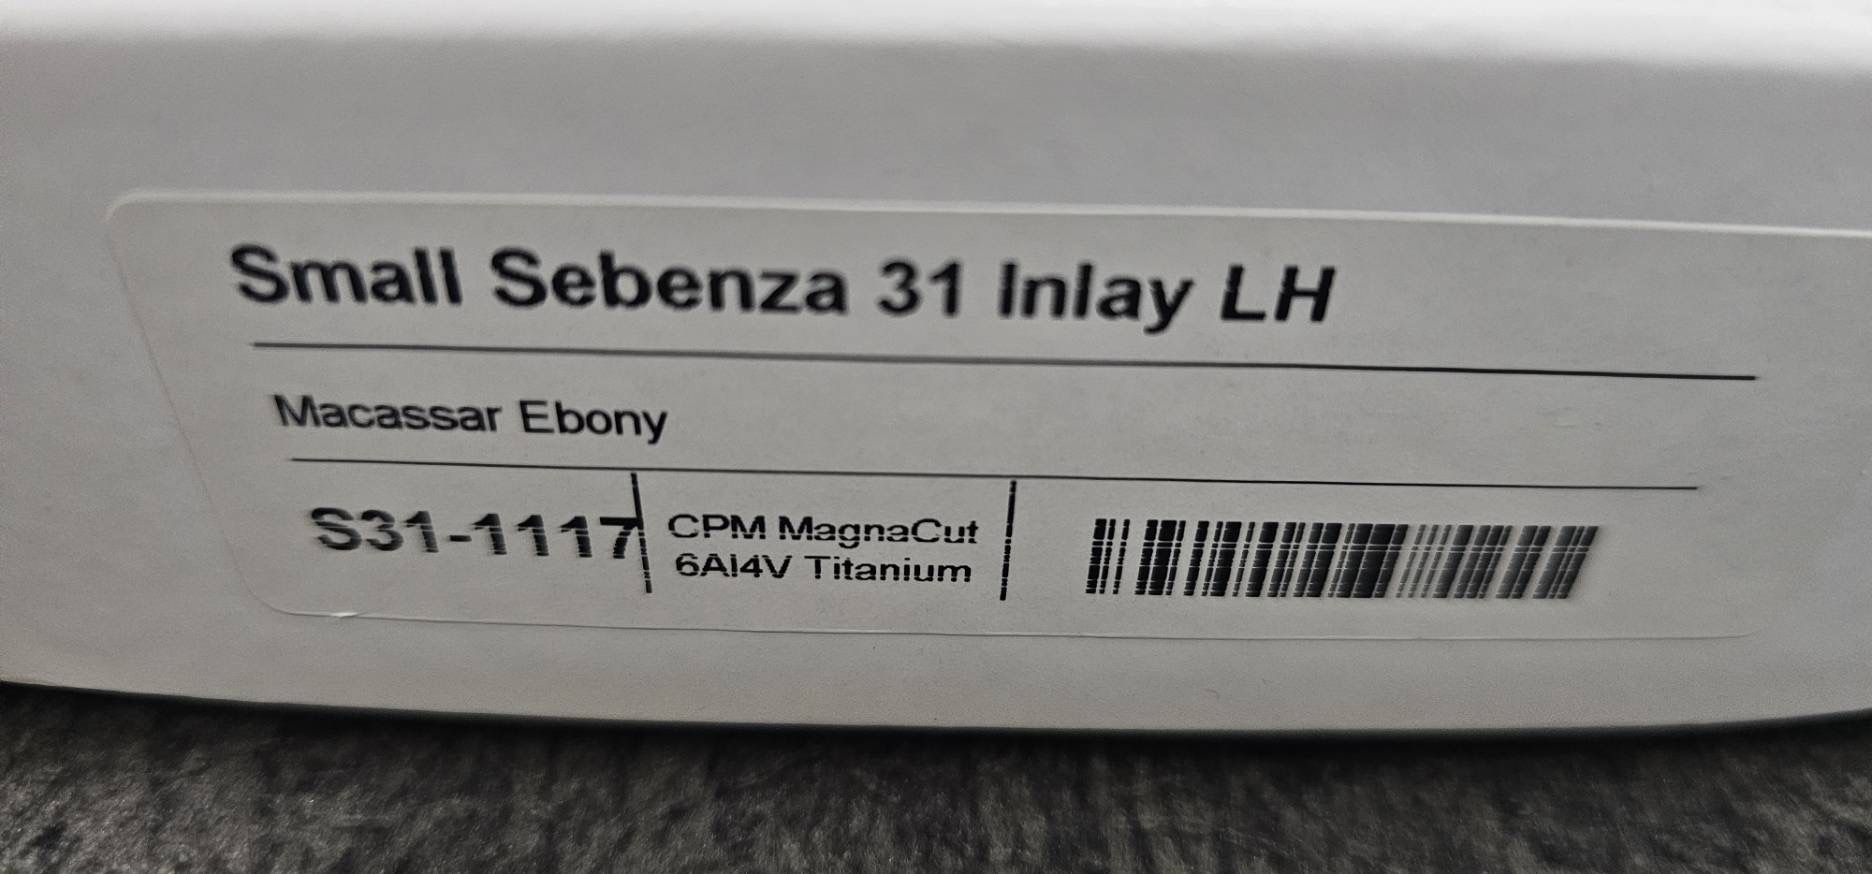 Small Sebenza 31 Inlay LH
Macassar Ebony
S31-1117
CPM MagnaCut
6Al4V Titanium